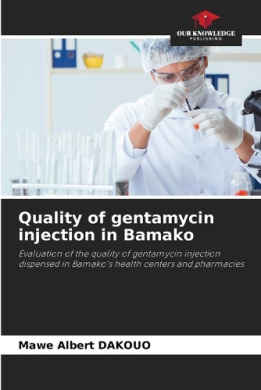 OUR KNOWLEDGE
PUBLISHING
Quality of gentamycin
injection in Bamako
Evaluation of the quality of gentamycin injection
dispensed in Bamako's health centers and pharmacies
Mawe Albert DAKOUO